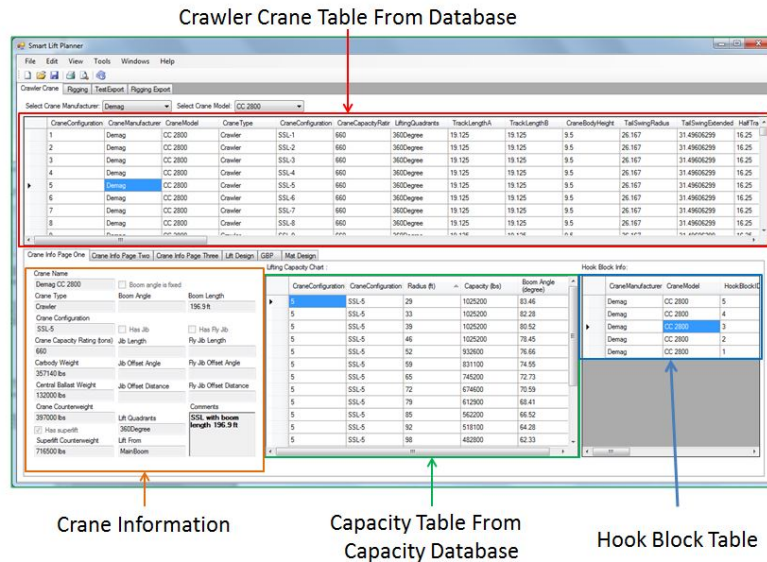 Crawler Crane Table From Database
Smart Lift Planner
File Edit View Tools Windows Help
Crawler Crane Rigging TestExport Rigging Export
Select Crane Manufacturer: Demag Select Crane Model: CC 2800
CraneConfiguration CraneManufacturer CraneModel CraneType CraneConfiguration CraneCapacityRatir LiftingQuadrants TrackLengthA TrackLengthB CraneBodyHeight TailSwingRadius TailSwingExtended HalfTra
1 Demag CC 2800 Crawler SSL-1 660 360Degree 19.125 19.125 9.5 26.167 31.49606299 16.25
2 Demag CC 2800 Crawler SSL-2 660 360Degree 19.125 19.125 9.5 26.167 31.49606299 16.25
3 Demag CC 2800 Crawler SSL-3 660 360Degree 19.125 19.125 9.5 26.167 31.49606299 16.25
4 Demag CC 2800 Crawler SSL-4 660 360Degree 19.125 19.125 9.5 26.167 31.49606299 16.25
5 Demag CC 2800 Crawler SSL-5 660 360Degree 19.125 19.125 9.5 26.167 31.49606299 16.25
6 Demag CC 2800 Crawler SSL-6 660 360Degree 19.125 19.125 9.5 26.167 31.49606299 16.25
7 Demag CC 2800 Crawler SSL-7 660 360Degree 19.125 19.125 9.5 26.167 31.49606299 16.25
8 Demag CC 2800 Crawler SSL-8 660 360Degree 19.125 19.125 9.5 26.167 31.49606299 16.25
Crane Info Page One Crane Info Page Two Crane Info Page Three Lift Design GBP Mat Design
Crane Name
Demag CC 2800 Boom angle is fixed
Crane Type Boom Angle Boom Length
Crawler 196.9 ft
Crane Configuration
SSL-5 Has Jib Has Fly Jib
Crane Capacity Rating (tons) Jib Length Fly Jib Length
660
Carbody Weight Jib Offset Angle Fly Jib Offset Angle
357140 lbs
Central Ballast Weight Jib Offset Distance Fly Jib Offset Distance
132000 lbs
Crane Counterweight Comments
397000 lbs Lift Quadrants SSL with boom
Has superlift 360Degree length 196.9 ft
Superlift Counterweight Lift From
716500 lbs MainBoom
Lifting Capacity Chart :
CraneConfiguration CraneConfiguration Radius (ft) Capacity (lbs) Boom Angle
(degree)
5 SSL-5 29 1025200 83.46
5 SSL-5 33 1025200 82.28
5 SSL-5 39 1025200 80.52
5 SSL-5 46 1025200 78.45
5 SSL-5 52 932600 76.66
5 SSL-5 59 831100 74.55
5 SSL-5 65 745200 72.73
5 SSL-5 72 674600 70.59
5 SSL-5 79 612900 68.41
5 SSL-5 85 562200 66.52
5 SSL-5 92 518100 64.28
5 SSL-5 98 482800 62.33
Hook Block Info:
CraneManufacturer CraneModel HookBlockID
Demag CC 2800 5
Demag CC 2800 4
Demag CC 2800 3
Demag CC 2800 2
Demag CC 2800 1
Crane Information
Capacity Table From
Capacity Database
Hook Block Table